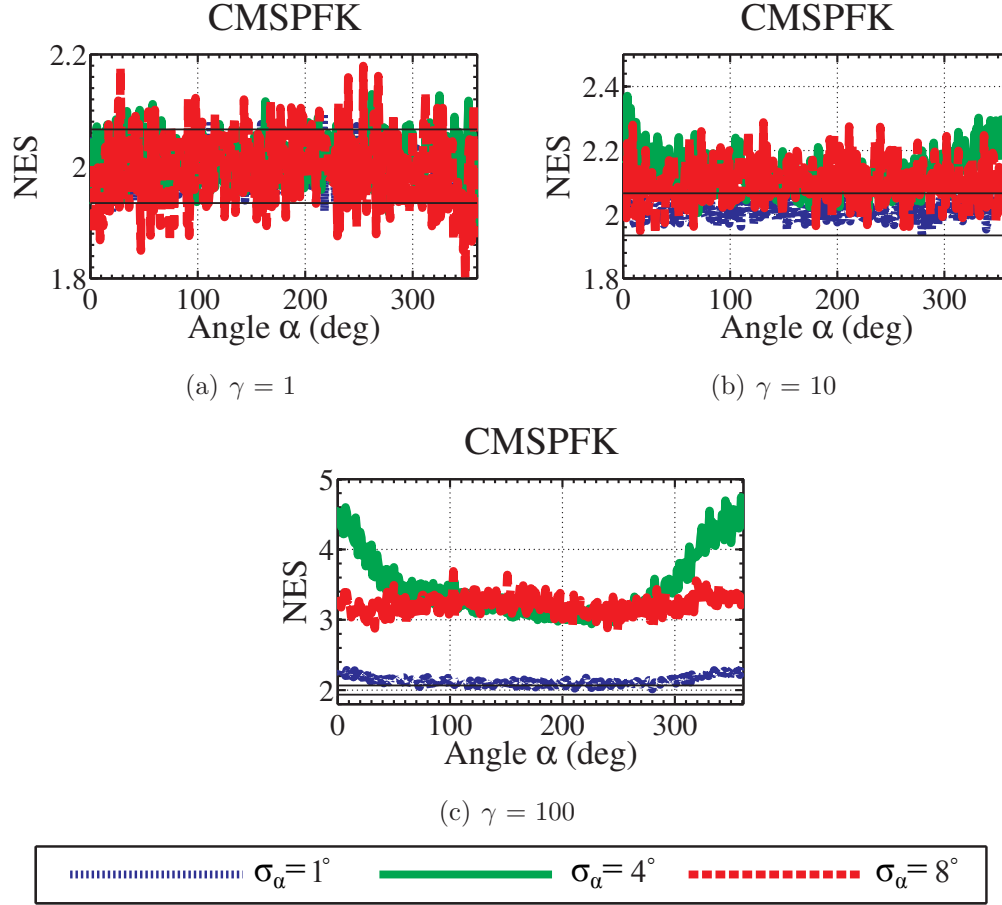 CMSPFK
NES
2.2
2
1.8
0 100 200 300
Angle α (deg)
(a) γ = 1
CMSPFK
NES
2.4
2.2
2
1.8
0 100 200 300
Angle α (deg)
(b) γ = 10
CMSPFK
NES
5
4
3
2
0 100 200 300
Angle α (deg)
(c) γ = 100
σα= 1° σα= 4° σα= 8°